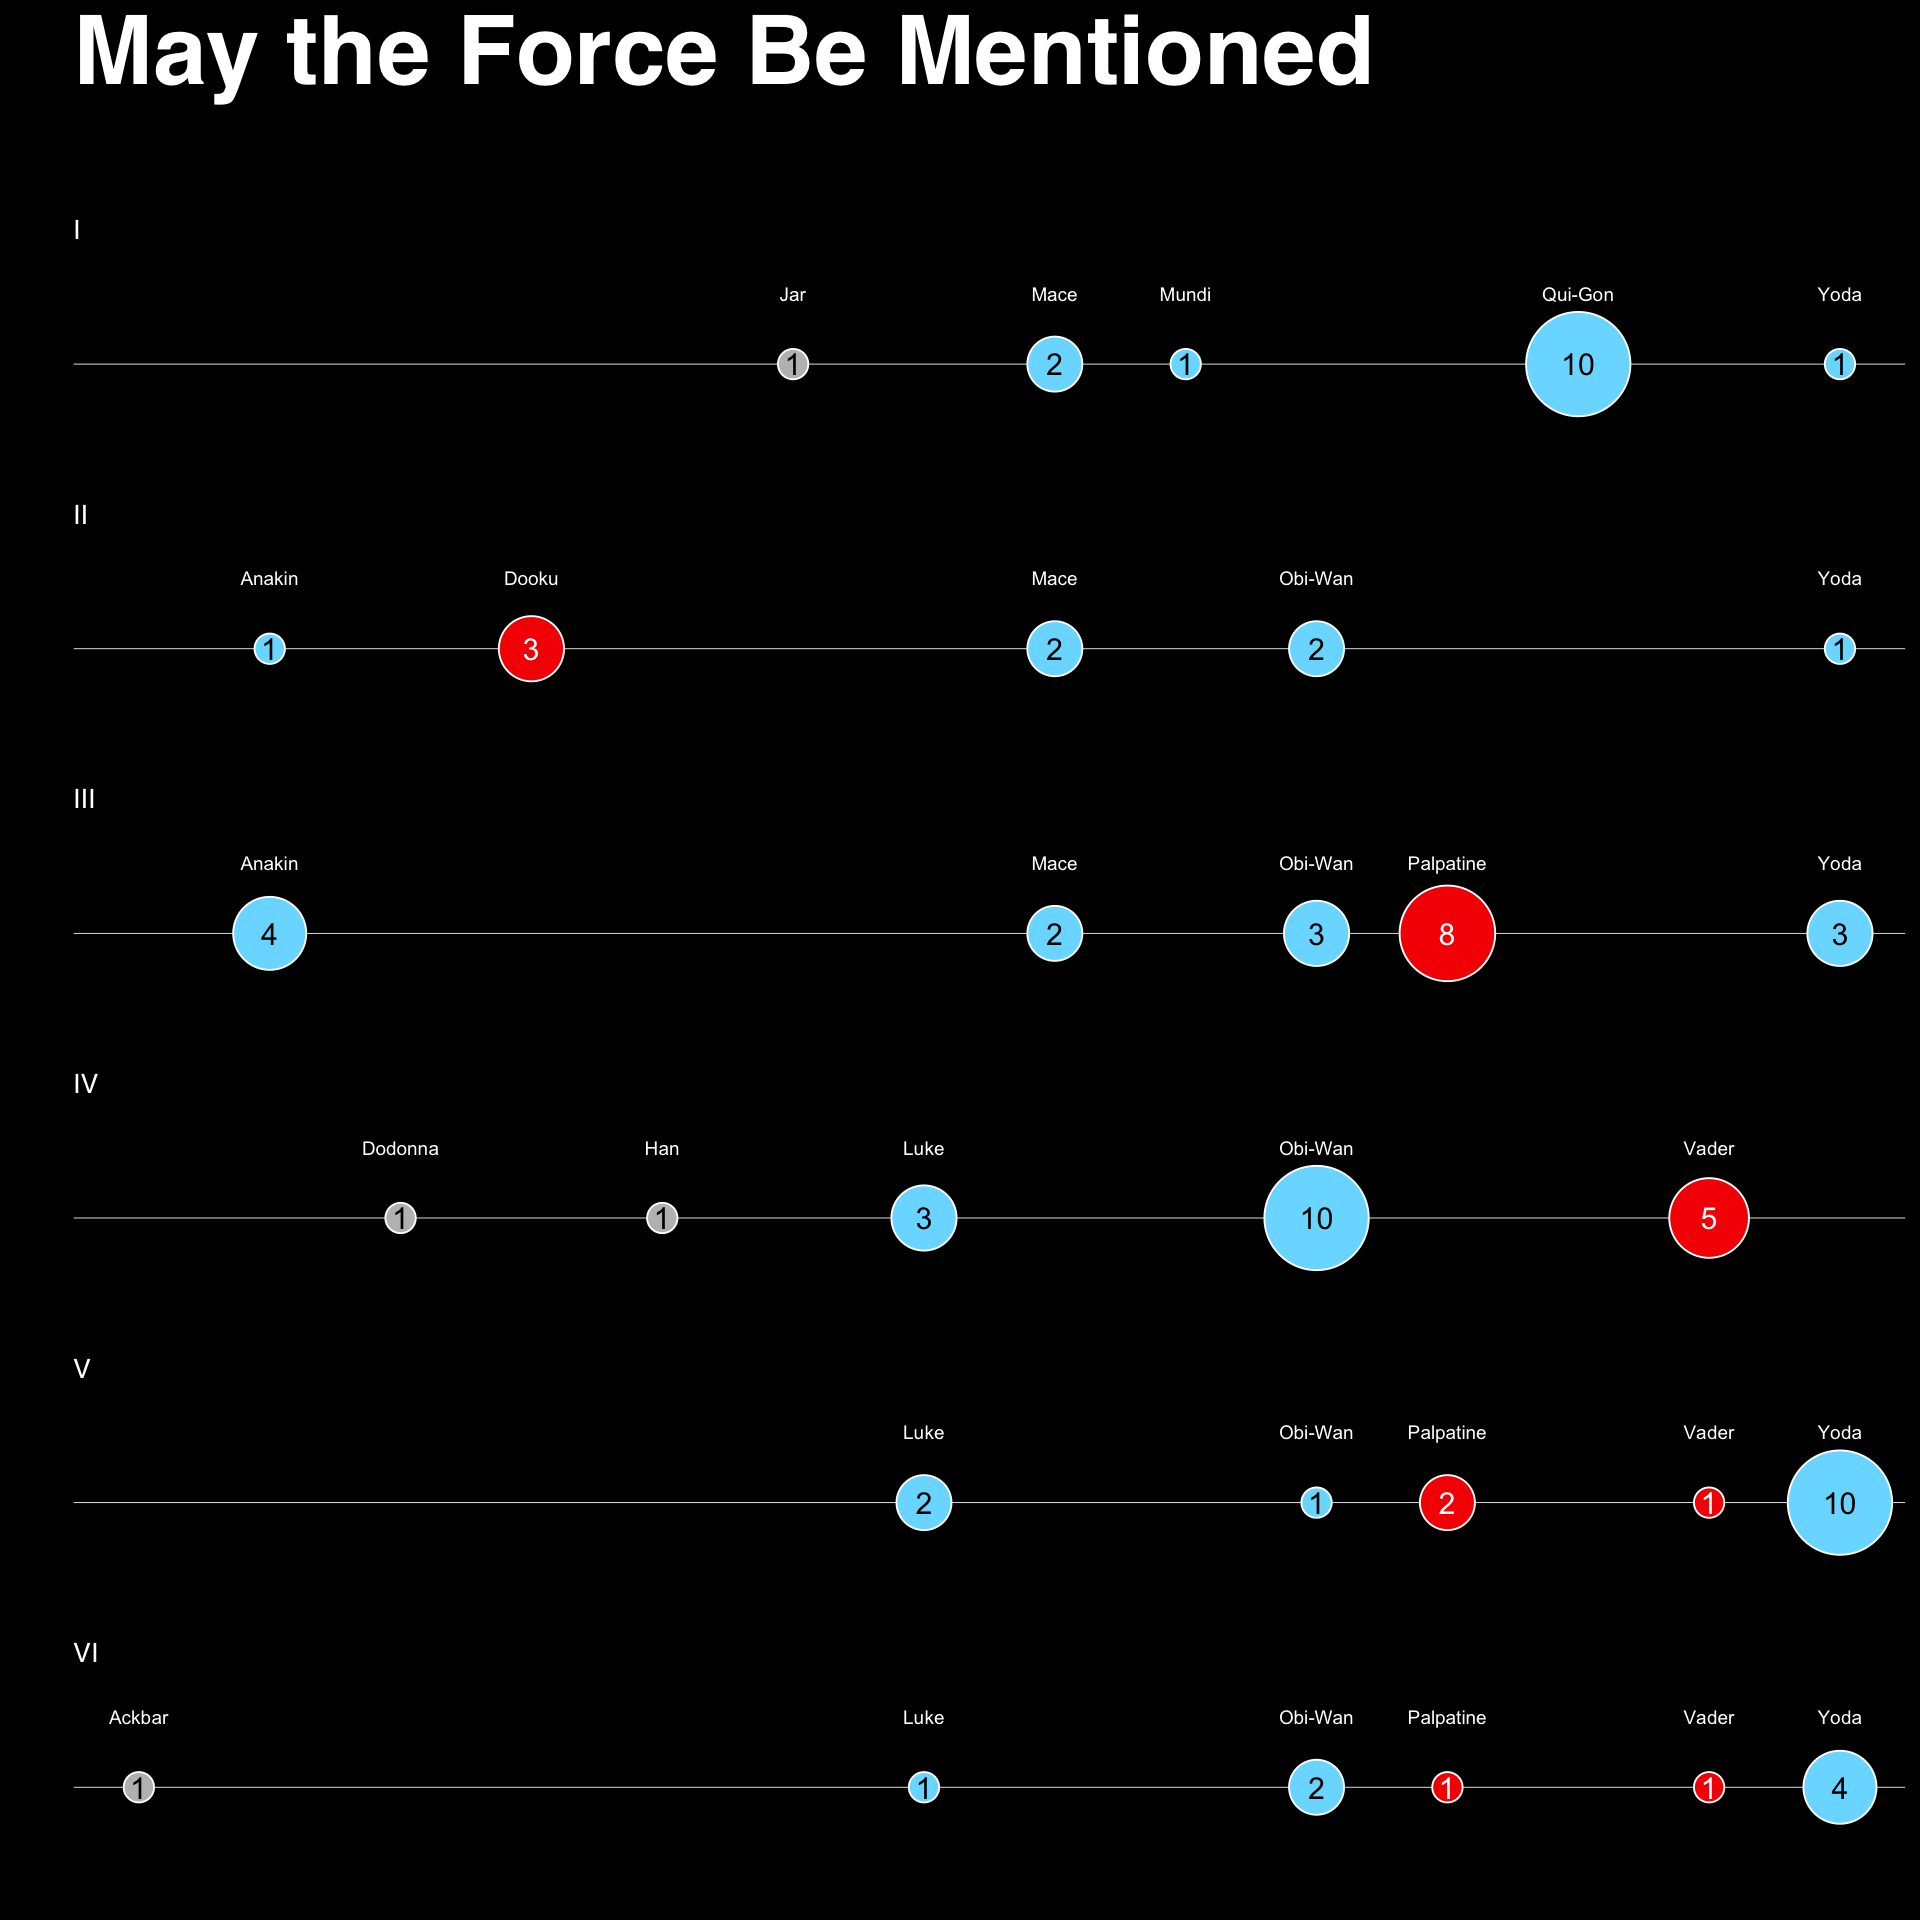 May the Force Be Mentioned
I
Jar Mace Mundi Qui-Gon Yoda
1 2 1 10 1
II
Anakin Dooku Mace Obi-Wan Yoda
1 3 2 2 1
III
Anakin Mace Obi-Wan Palpatine Yoda
4 2 3 8 3
IV
Dodonna Han Luke Obi-Wan Vader
1 1 3 10 5
V
Luke Obi-Wan Palpatine Vader Yoda
2 1 2 1 10
VI
Ackbar Luke Obi-Wan Palpatine Vader Yoda
1 1 2 1 1 4